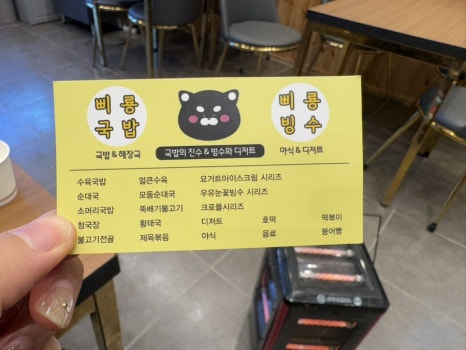 삐룡 국밥
삐룡 빙수
국밥 & 해장국
국밥의 진수 & 빙수와 디저트
야식 & 디저트
수육국밥 얼큰수육 요거트아이스크림 시리즈
순대국 모둠순대국 우유눈꽃빙수 시리즈
소머리국밥 뚝배기불고기 크로플시리즈
청국장 황태국 디저트 호떡 떡볶이
불고기전골 제육볶음 야식 음료 붕어빵